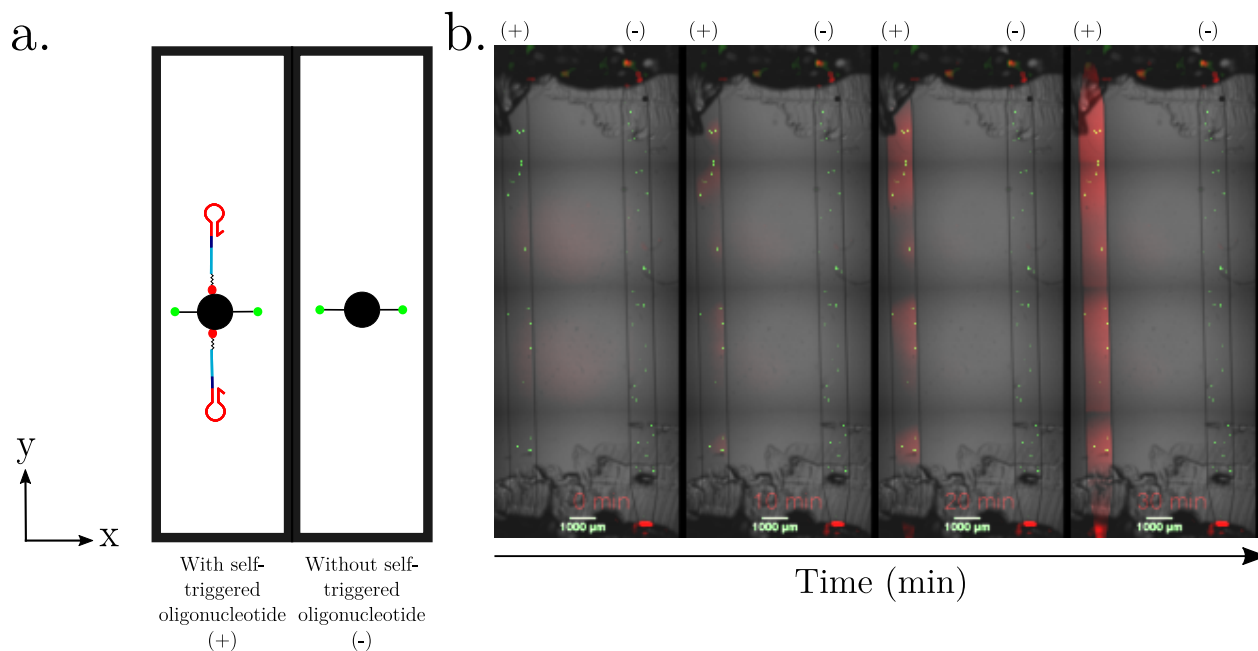 a.
y
x
With self-
triggered
oligonucleotide
(+)
Without self-
triggered
oligonucleotide
(-)
b.
(+) (-) (+) (-) (+) (-) (+) (-)
0 min 10 min 20 min 30 min
1000 µm 1000 µm 1000 µm 1000 µm
Time (min)